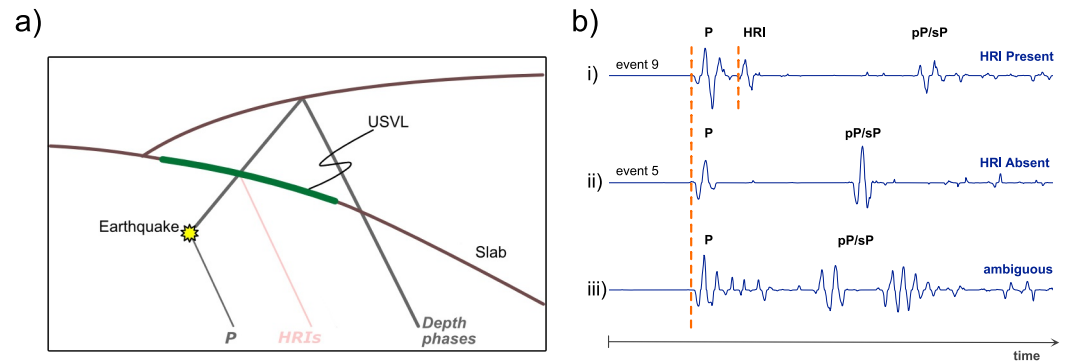 a)
USVL
Earthquake
Slab
P
HRIs
Depth
phases
b)
P
HRI
pP/sP
i)
event 9
HRI Present
P
pP/sP
ii)
event 5
HRI Absent
P
pP/sP
iii)
ambiguous
time